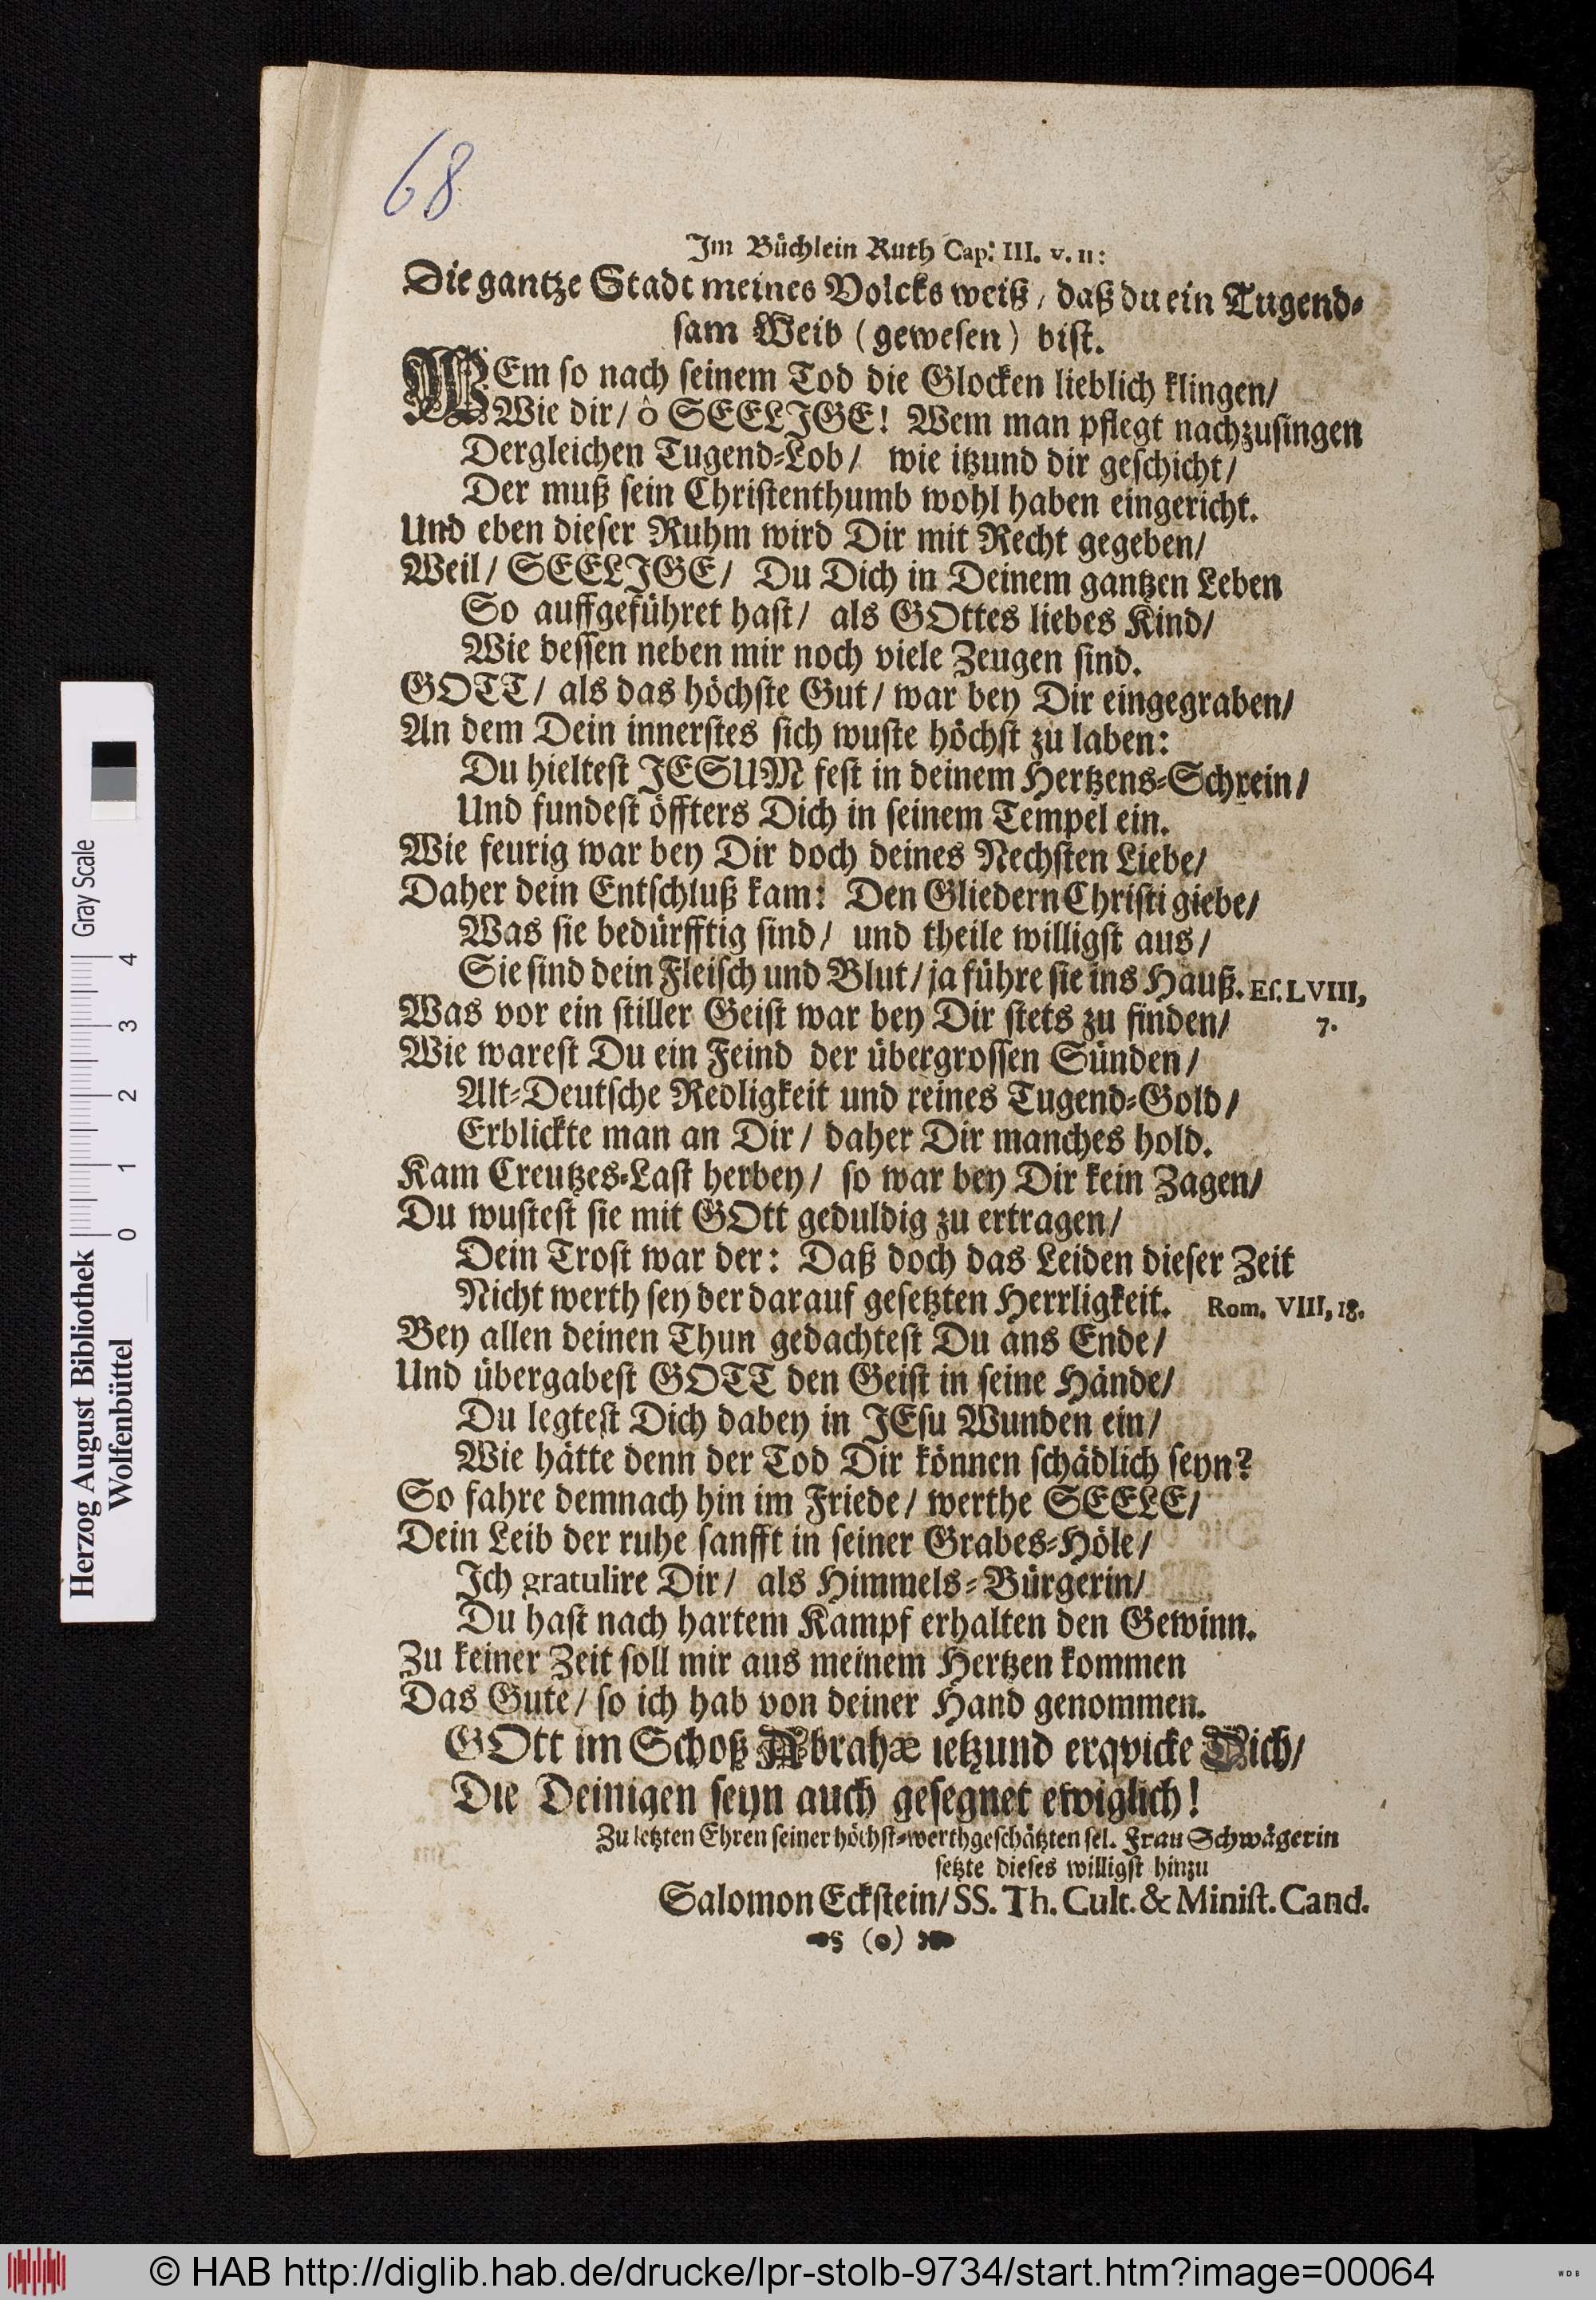 68
Im Büchlein Ruth Cap. III. v. 11:
Die gantze Stadt meines Volcks weiß / daß du ein Tugend-
sam Weib (gewesen) bist.
WEm so nach seinem Tod die Glocken lieblich klingen/
Wie dir/ ô SEELIGE! Wem man pflegt nachzusingen
Dergleichen Tugend-Lob/ wie itzund dir geschicht/
Der muß sein Christenthumb wohl haben eingericht.
Und eben dieser Ruhm wird Dir mit Recht gegeben/
Weil/ SEELIGE/ Du Dich in Deinem gantzen Leben
So auffgeführet hast/ als GOttes liebes Kind/
Wie dessen neben mir noch viele Zeugen sind.
GOTT/ als das höchste Gut/ war bey Dir eingegraben/
An dem Dein innerstes sich wuste höchst zu laben:
Du hieltest JESUM fest in deinem Hertzens-Schrein/
Und fundest öffters Dich in seinem Tempel ein.
Wie feurig war bey Dir doch deines Nechsten Liebe/
Daher dein Entschluß kam: Den Gliedern Christi giebe/
Was sie bedürfftig sind/ und theile willigst aus/
Sie sind dein Fleisch und Blut/ ja führe sie ins Hauß. Es. LVIII,
7.
Was vor ein stiller Geist war bey Dir stets zu finden/
Wie warest Du ein Feind der übergrossen Sünden/
Alt-Deutsche Redligkeit und reines Tugend-Gold/
Erblickte man an Dir/ daher Dir manches hold.
Kam Creutzes-Last herbey/ so war bey Dir kein Zagen/
Du wustest sie mit GOtt geduldig zu ertragen/
Dein Trost war der: Daß doch das Leiden dieser Zeit
Nicht werth sey der darauf gesetzten Herrligkeit. Rom. VIII, 18.
Bey allen deinen Thun gedachtest Du ans Ende/
Und übergabest GOTT den Geist in seine Hände/
Du legtest Dich dabey in JEsu Wunden ein/
Wie hätte denn der Tod Dir können schädlich seyn?
So fahre demnach hin im Friede/ werthe SEELE/
Dein Leib der ruhe sanfft in seiner Grabes-Höle/
Ich gratulire Dir/ als Himmels-Bürgerin/
Du hast nach hartem Kampf erhalten den Gewinn.
Zu keiner Zeit soll mir aus meinem Hertzen kommen
Das Gute/ so ich hab von deiner Hand genommen.
GOtt im Schoß Abrahæ ietzund erqvicke Dich/
Die Deinigen seyn auch gesegnet ewiglich!
Zu letzten Ehren seiner höchst-werthgeschätzten sel. Frau Schwägerin
setzte dieses willigst hinzu
Salomon Eckstein/ SS. Th. Cult. & Minist. Cand.
(o)
Herzog August Bibliothek
Wolfenbüttel
0 1 2 3 4
Gray Scale
© HAB http://diglib.hab.de/drucke/lpr-stolb-9734/start.htm?image=00064
WDB